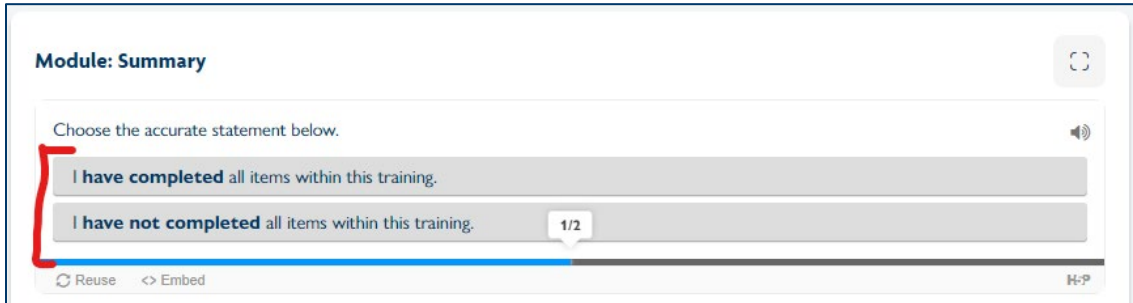 Module: Summary
Choose the accurate statement below.
I have completed all items within this training.
I have not completed all items within this training.
1/2
Reuse <> Embed
H-P